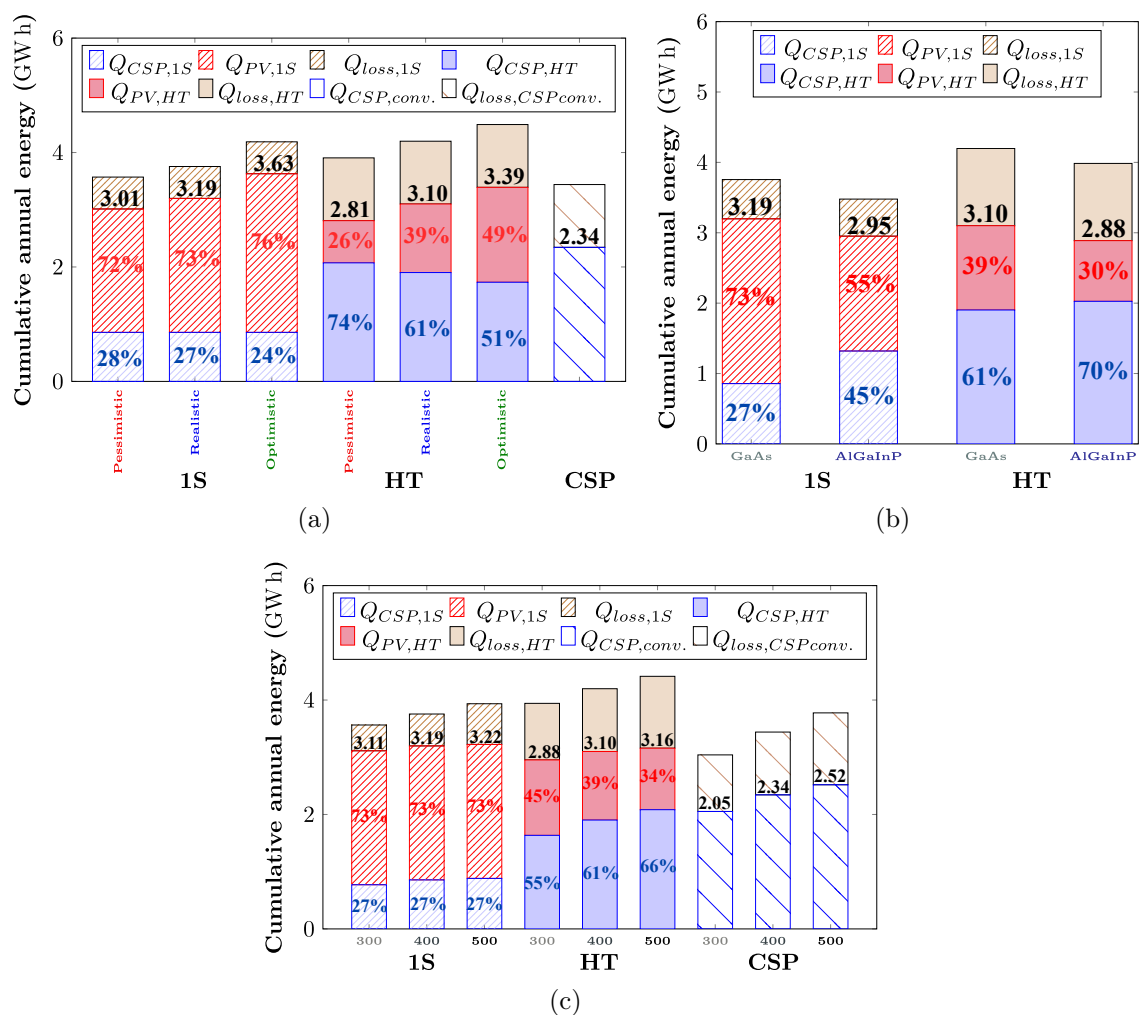 Cumulative annual energy (GWh)
6
4
2
0
Q_{CSP,1S} Q_{PV,1S} Q_{loss,1S} Q_{CSP,HT}
Q_{PV,HT} Q_{loss,HT} Q_{CSP,conv.} Q_{loss,CSPconv.}
3.01 3.19 3.63 2.81 3.10 3.39 2.34
72% 73% 76% 26% 39% 49%
28% 27% 24% 74% 61% 51%
Pessimistic Realistic Optimistic Pessimistic Realistic Optimistic
1S HT CSP
(a)
Cumulative annual energy (GWh)
6
5
4
3
2
1
0
Q_{CSP,1S} Q_{PV,1S} Q_{loss,1S}
Q_{CSP,HT} Q_{PV,HT} Q_{loss,HT}
3.19 2.95 3.10 2.88
73% 55% 39% 30%
27% 45% 61% 70%
GaAs AlGaInP GaAs AlGaInP
1S HT
(b)
Cumulative annual energy (GWh)
6
4
2
0
Q_{CSP,1S} Q_{PV,1S} Q_{loss,1S} Q_{CSP,HT}
Q_{PV,HT} Q_{loss,HT} Q_{CSP,conv.} Q_{loss,CSPconv.}
3.11 3.19 3.22 2.88 3.10 3.16 2.05 2.34 2.52
73% 73% 73% 45% 39% 34%
27% 27% 27% 55% 61% 66%
300 400 500 300 400 500 300 400 500
1S HT CSP
(c)